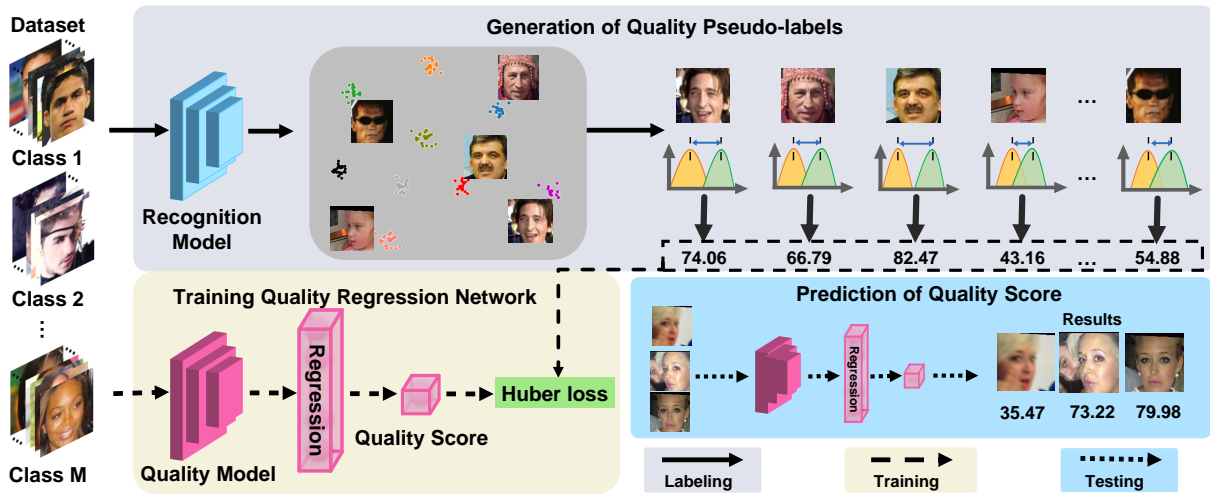 Dataset
Class 1
Class 2
...
Class M
Generation of Quality Pseudo-labels
Recognition
Model
...
...
74.06 66.79 82.47 43.16 ... 54.88
Training Quality Regression Network
Regression
Quality Model
Quality Score
Huber loss
Prediction of Quality Score
Regression
Results
35.47 73.22 79.98
Labeling
Training
Testing